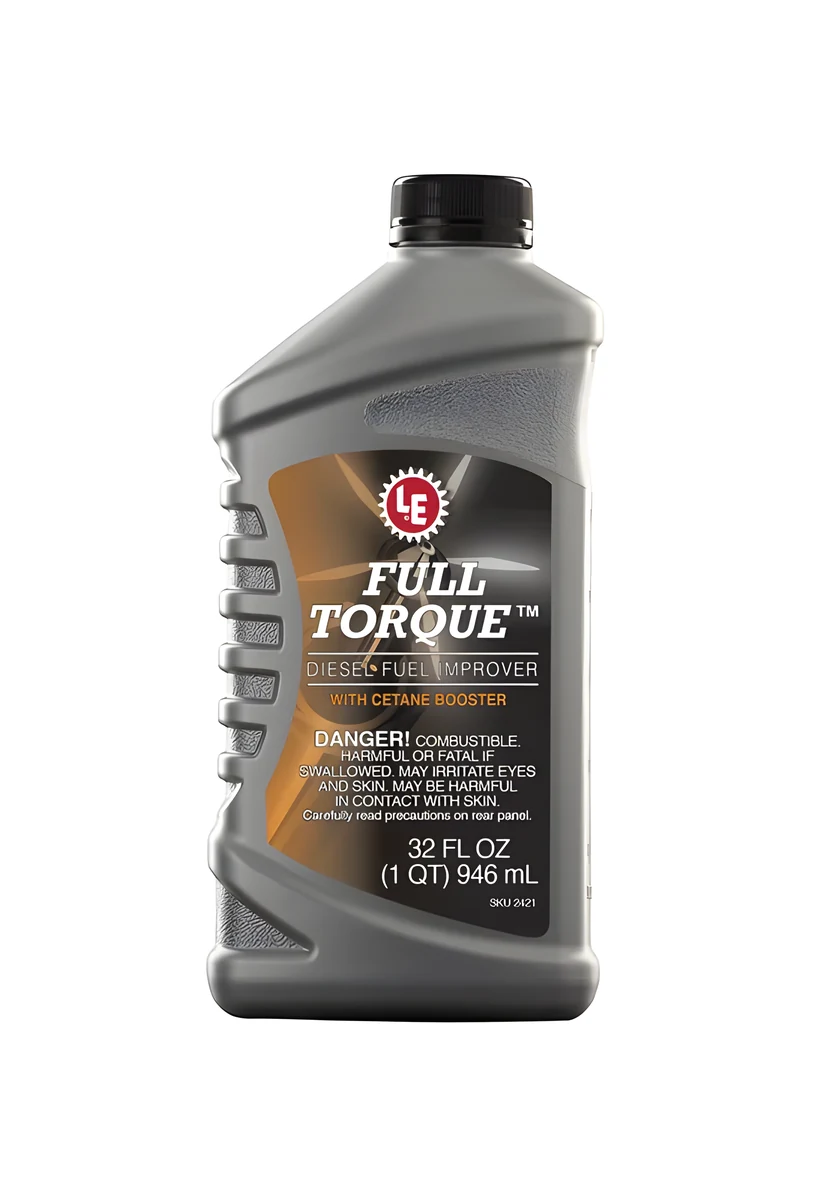 LE
FULL
TORQUE™
DIESEL FUEL IMPROVER
WITH CETANE BOOSTER
DANGER! COMBUSTIBLE.
HARMFUL OR FATAL IF
SWALLOWED. MAY IRRITATE EYES
AND SKIN. MAY BE HARMFUL
IN CONTACT WITH SKIN.
Carefully read precautions on rear panel.
32 FL OZ
(1 QT) 946 mL
SKU 2421